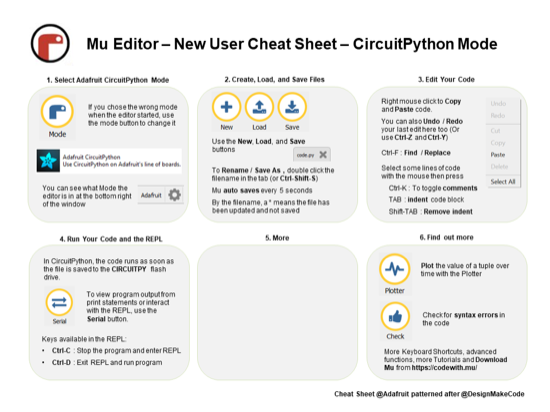 Mu Editor – New User Cheat Sheet – CircuitPython Mode
1. Select Adafruit CircuitPython Mode
Mode
If you chose the wrong mode
when the editor started, use
the mode button to change it
Adafruit CircuitPython
Use CircuitPython on Adafruit's line of boards.
You can see what Mode the
editor is in at the bottom right
of the window
Adafruit
2. Create, Load, and Save Files
New Load Save
Use the New, Load, and Save
buttons
code.py
To Rename / Save As , double click the
filename in the tab (or Ctrl-Shift-S)
Mu auto saves every 5 seconds
By the filename, a * means the file has
been updated and not saved
3. Edit Your Code
Right mouse click to Copy
and Paste code.
You can also Undo / Redo
your last edit here too (Or
use Ctrl-Z and Ctrl-Y)
Ctrl-F : Find / Replace
Select some lines of code
with the mouse then press
Ctrl-K : To toggle comments
TAB : indent code block
Shift-TAB : Remove indent
Undo
Redo
Cut
Copy
Paste
Delete
Select All
4. Run Your Code and the REPL
In CircuitPython, the code runs as soon as
the file is saved to the CIRCUITPY flash
drive.
Serial
To view program output from
print statements or interact
with the REPL, use the
Serial button.
Keys available in the REPL:
• Ctrl-C : Stop the program and enter REPL
• Ctrl-D : Exit REPL and run program
5. More
6. Find out more
Plotter
Plot the value of a tuple over
time with the Plotter
Check
Check for syntax errors in
the code
More Keyboard Shortcuts, advanced
functions, more Tutorials and Download
Mu from https://codewith.mu/
Cheat Sheet @Adafruit patterned after @DesignMakeCode